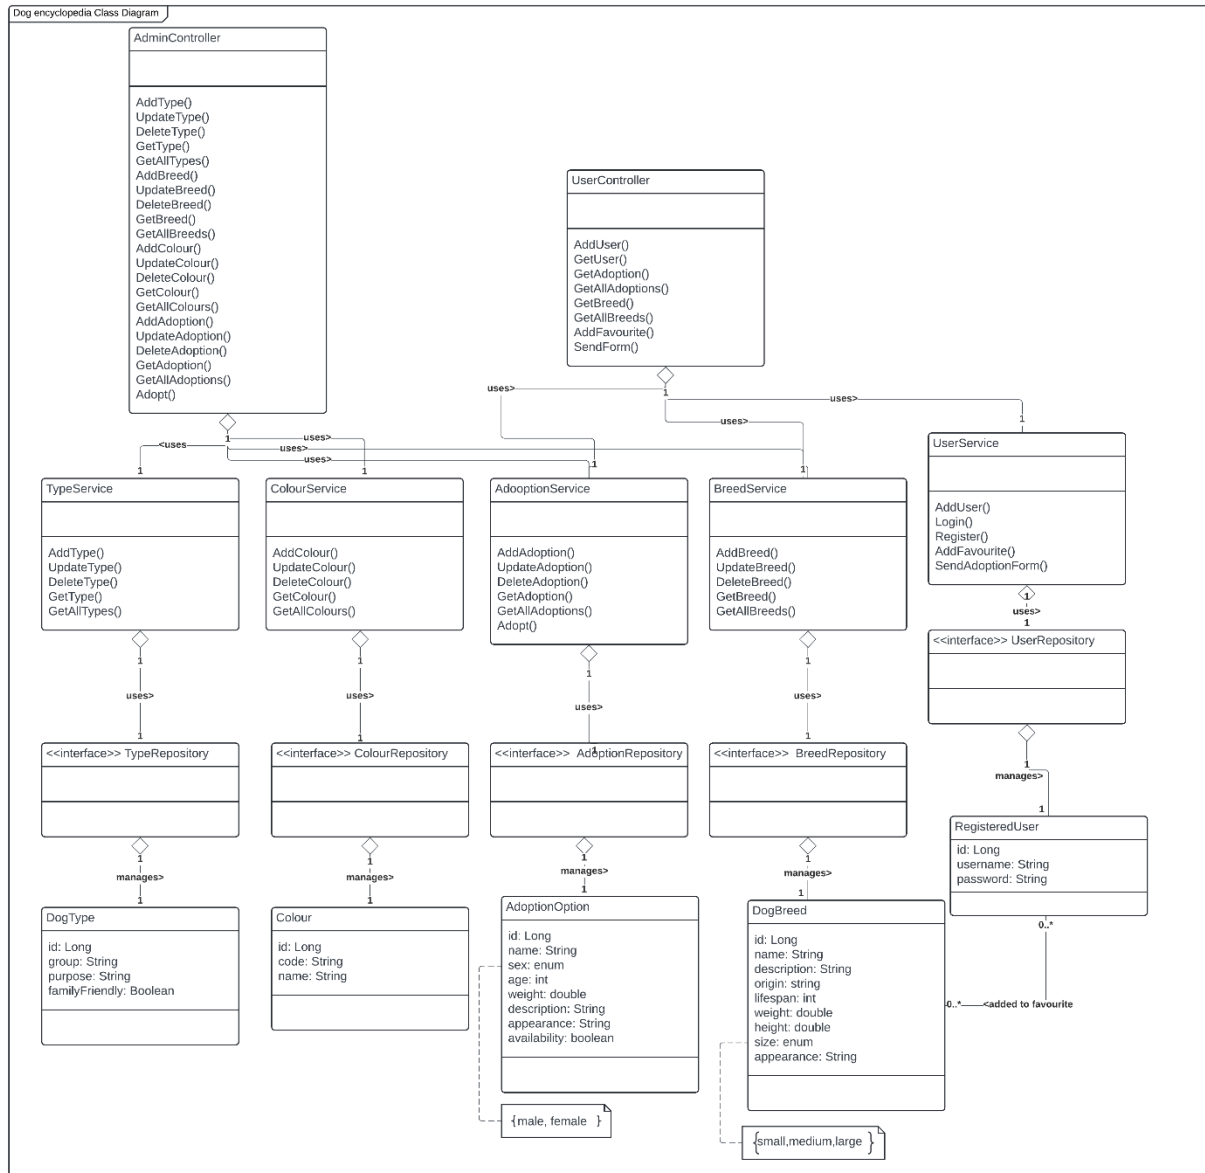 Dog encyclopedia Class Diagram
AdminController
AddType()
UpdateType()
DeleteType()
GetType()
GetAllTypes()
AddBreed()
UpdateBreed()
DeleteBreed()
GetBreed()
GetAllBreeds()
AddColour()
UpdateColour()
DeleteColour()
GetColour()
GetAllColours()
AddAdoption()
UpdateAdoption()
DeleteAdoption()
GetAdoption()
GetAllAdoptions()
Adopt()
UserController
AddUser()
GetUser()
GetAdoption()
GetAllAdoptions()
GetBreed()
GetAllBreeds()
AddFavourite()
SendForm()
1
<uses
uses>
uses>
uses>
1
1
1
uses>
uses>
uses>
1
1
1
TypeService
AddType()
UpdateType()
DeleteType()
GetType()
GetAllTypes()
ColourService
AddColour()
UpdateColour()
DeleteColour()
GetColour()
GetAllColours()
AdooptionService
AddAdoption()
UpdateAdoption()
DeleteAdoption()
GetAdoption()
GetAllAdoptions()
Adopt()
BreedService
AddBreed()
UpdateBreed()
DeleteBreed()
GetBreed()
GetAllBreeds()
UserService
AddUser()
Login()
Register()
AddFavourite()
SendAdoptionForm()
1
uses>
1
1
uses>
1
1
uses>
1
1
uses>
1
1
uses>
1
<<interface>> TypeRepository
<<interface>> ColourRepository
<<interface>> AdoptionRepository
<<interface>> BreedRepository
<<interface>> UserRepository
1
manages>
1
1
manages>
1
1
manages>
1
1
manages>
1
1
manages>
1
DogType
id: Long
group: String
purpose: String
familyFriendly: Boolean
Colour
id: Long
code: String
name: String
AdoptionOption
id: Long
name: String
sex: enum
age: int
weight: double
description: String
appearance: String
availability: boolean
{male, female }
DogBreed
id: Long
name: String
description: String
origin: string
lifespan: int
weight: double
height: double
size: enum
appearance: String
{small,medium,large }
RegisteredUser
id: Long
username: String
password: String
0..*
0..*
<added to favourite